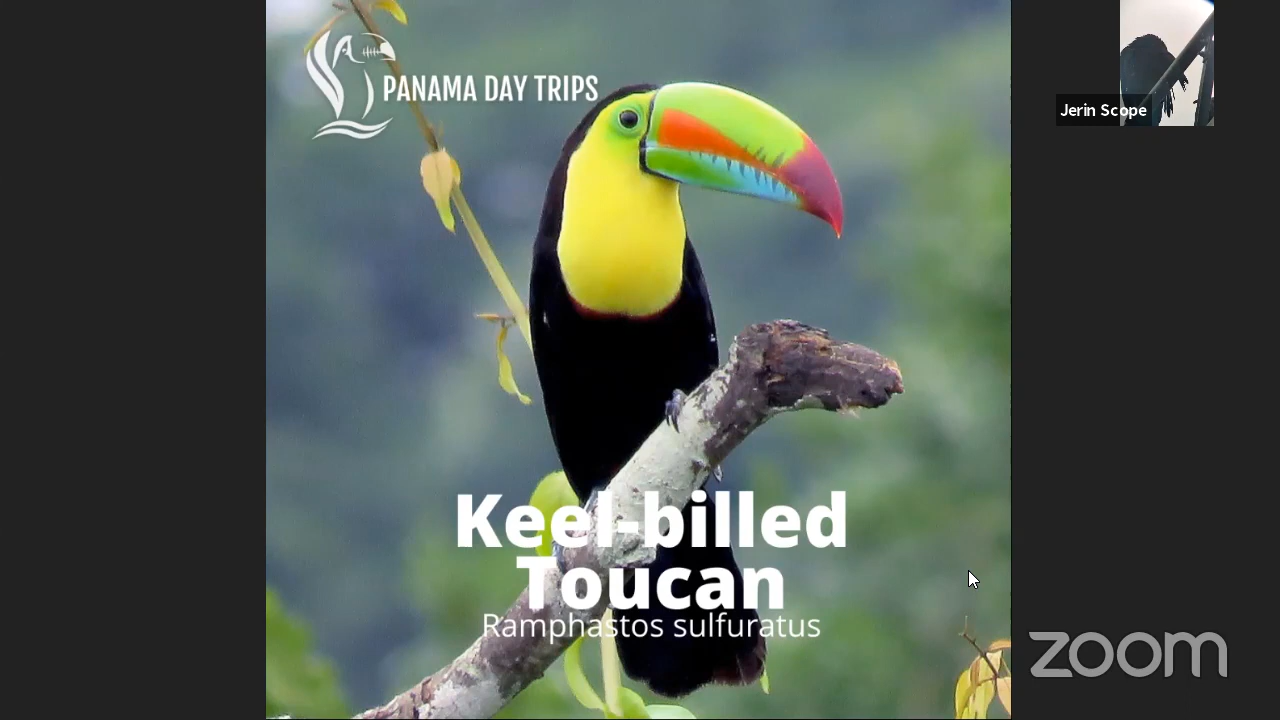 PANAMA DAY TRIPS
Jerin Scope
Keel-billed
Toucan
Ramphastos sulfuratus
zoom